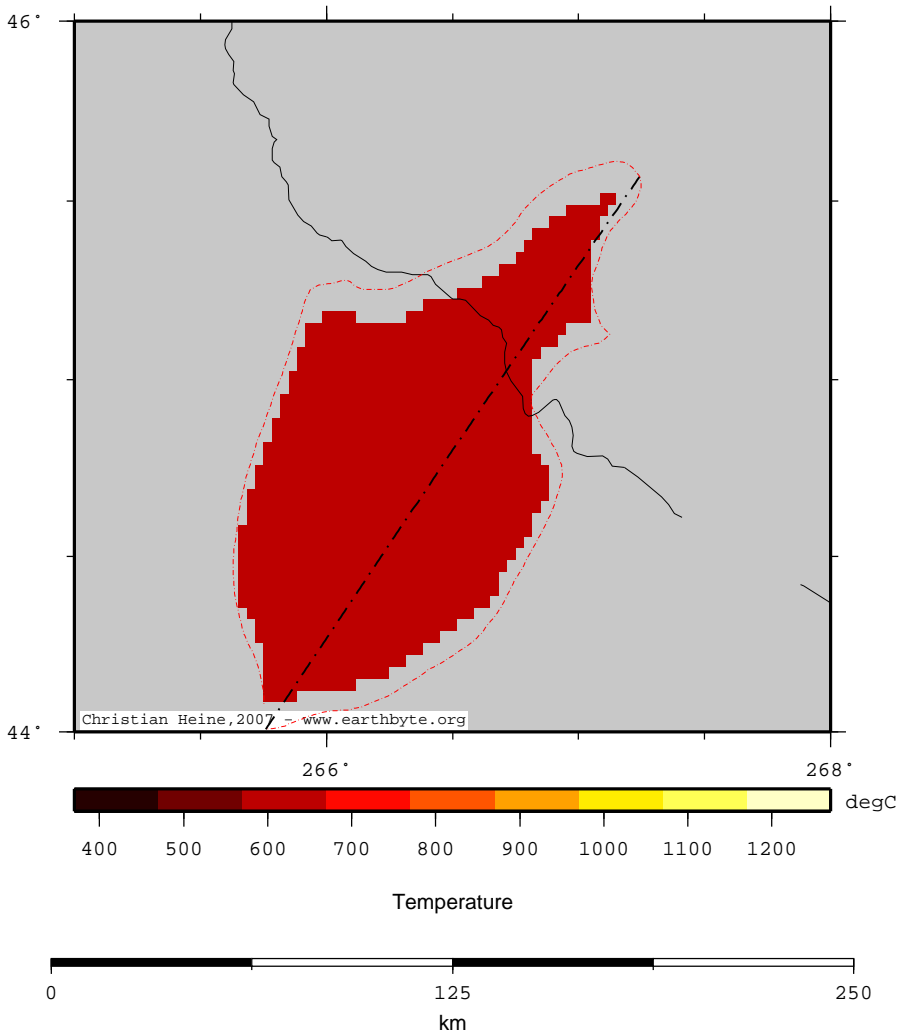 46°
44°
Christian Heine,2007 - www.earthbyte.org
266° 268°
degC
400 500 600 700 800 900 1000 1100 1200
Temperature
0 125 250
km